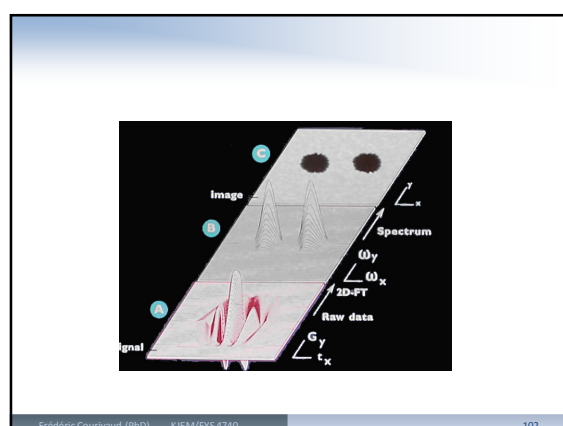 C
y
x
Image
B
Spectrum
ωy
ωx
2D-FT
A
Raw data
Gy
ignal
tx
Frédéric Courivaud (PhD) KJEM/FYS 4740
102